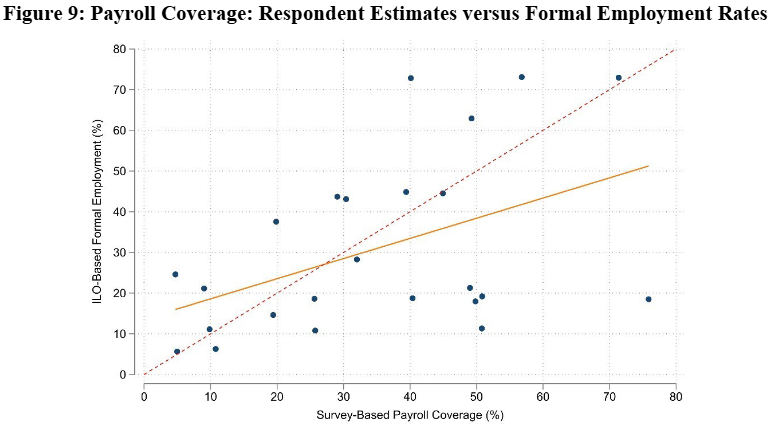 Figure 9: Payroll Coverage: Respondent Estimates versus Formal Employment Rates
80
70
60
50
40
30
20
10
0
ILO-Based Formal Employment (%)
0 10 20 30 40 50 60 70 80
Survey-Based Payroll Coverage (%)